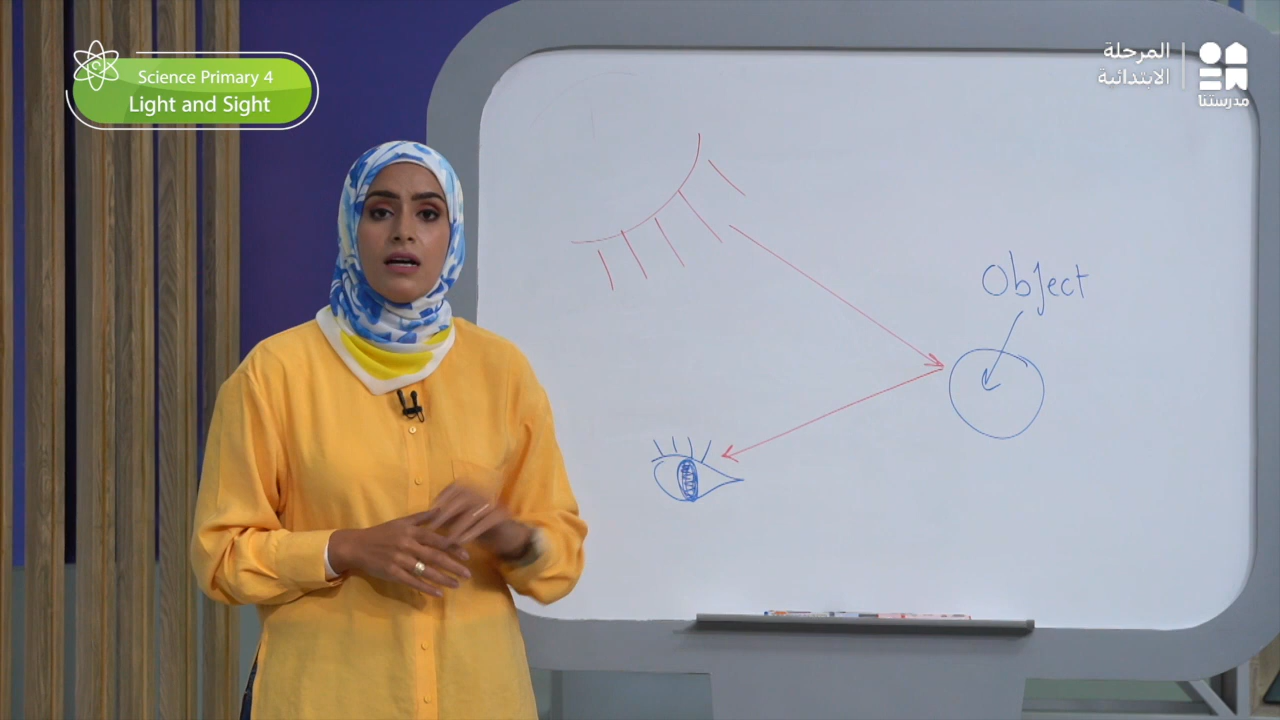 Science Primary 4
Light and Sight
المرحلة
الابتدائية
مدرستنا
Object